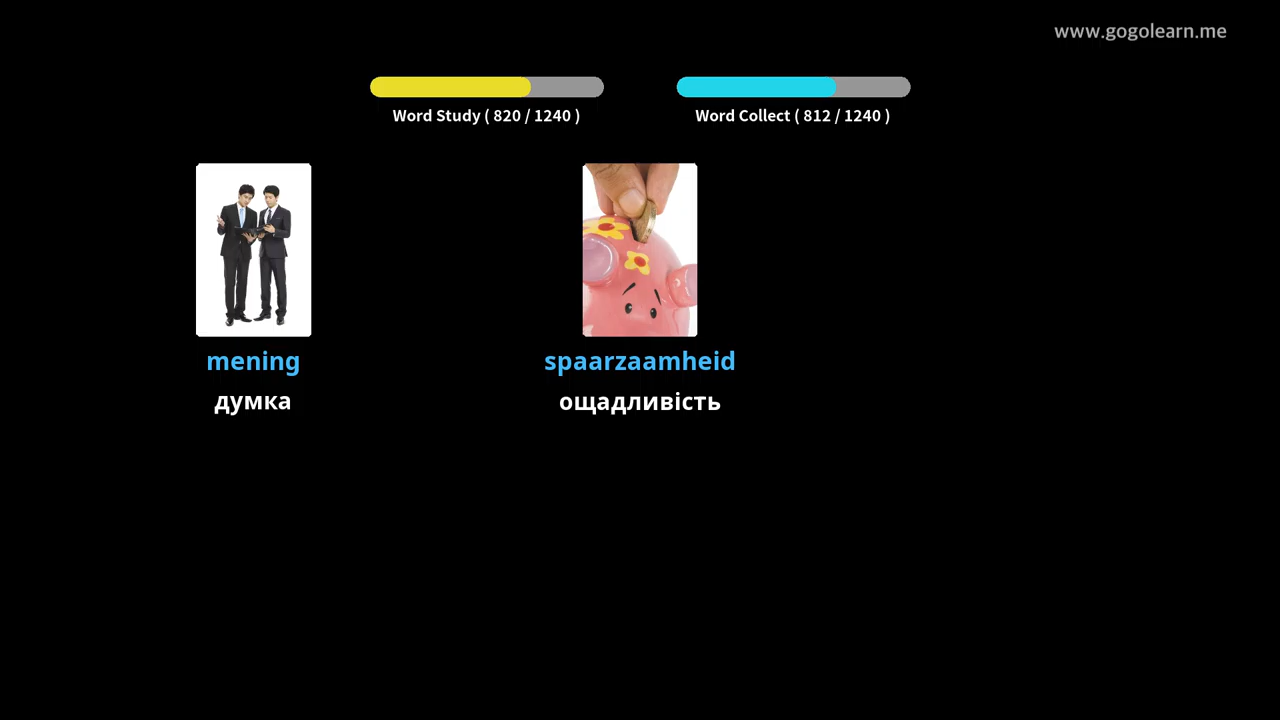 www.gogolearn.me
Word Study ( 820 / 1240 )
Word Collect ( 812 / 1240 )
mening
думка
spaarzaamheid
ощадливість